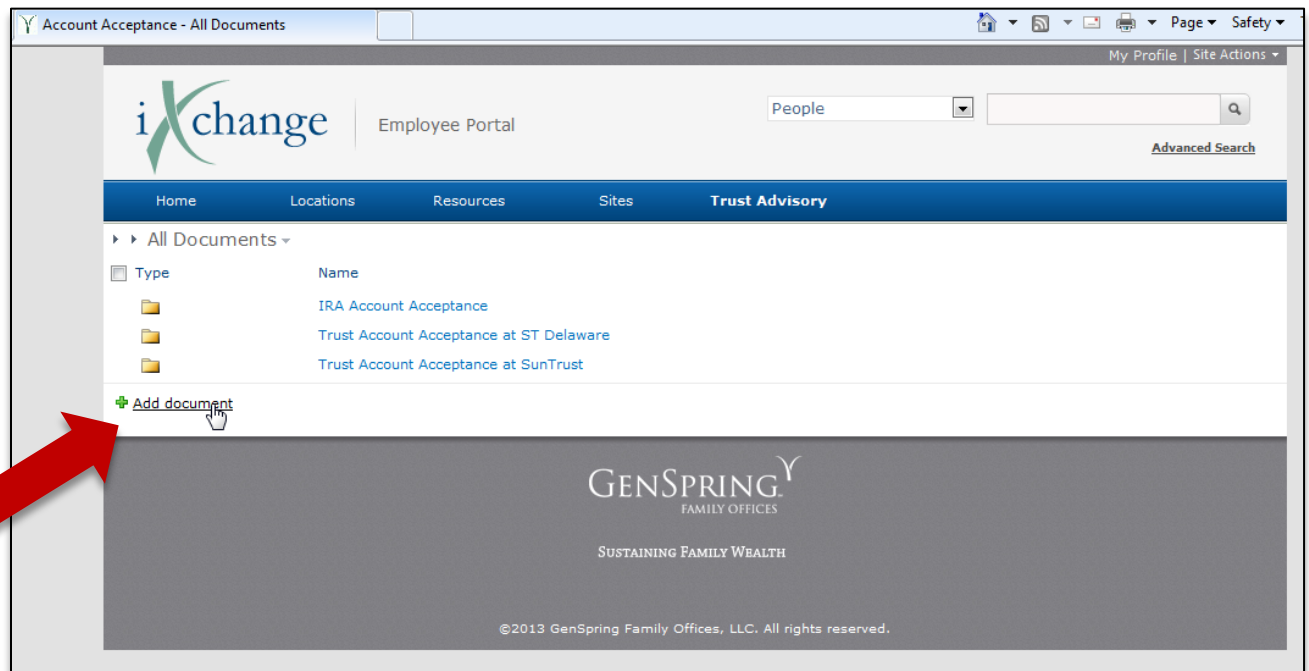 Account Acceptance - All Documents
Page Safety
My Profile | Site Actions
iXchange Employee Portal
People
Advanced Search
Home Locations Resources Sites Trust Advisory
All Documents
Type Name
IRA Account Acceptance
Trust Account Acceptance at ST Delaware
Trust Account Acceptance at SunTrust
Add document
GENSPRING
FAMILY OFFICES
SUSTAINING FAMILY WEALTH
©2013 GenSpring Family Offices, LLC. All rights reserved.